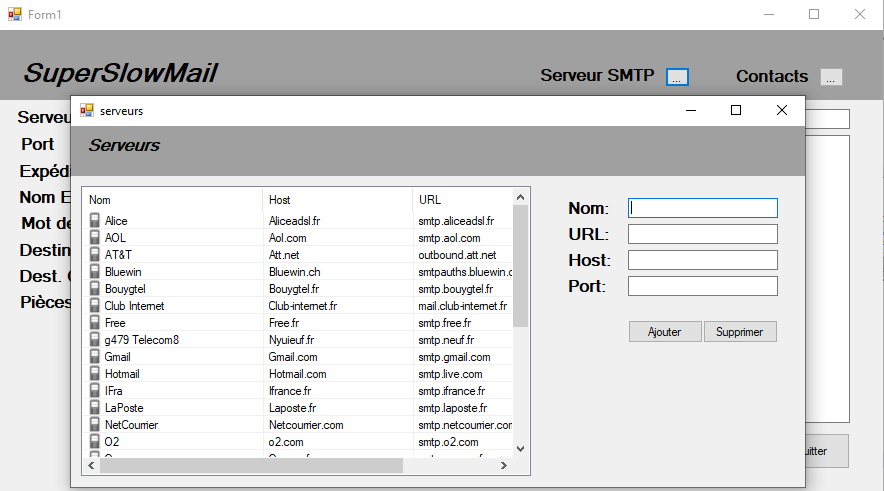 Form1
SuperSlowMail
Serveur SMTP ... Contacts ...
serveurs
Serveurs
Port
Nom Host URL
Alice Aliceadsl.fr smtp.aliceadsl.fr
AOL Aol.com smtp.aol.com
AT&T Att.net outbound.att.net
Bluewin Bluewin.ch smtpauths.bluewin.c
Bouygtel Bouygtel.fr smtp.bouygtel.fr
Club Internet Club-internet.fr mail.club-internet.fr
Free Free.fr smtp.free.fr
g479 Telecom8 Nyuieuf.fr smtp.neuf.fr
Gmail Gmail.com smtp.gmail.com
Hotmail Hotmail.com smtp.live.com
IFra Ifrance.fr smtp.ifrance.fr
LaPoste Laposte.fr smtp.laposte.fr
NetCourrier Netcourrier.com smtp.netcourrier.com
O2 o2.com smtp.o2.com
Nom:
URL:
Host:
Port:
Ajouter Supprimer
Serveu
Expédi
Nom E
Mot de
Destin
Dest.
Pièces
uitter